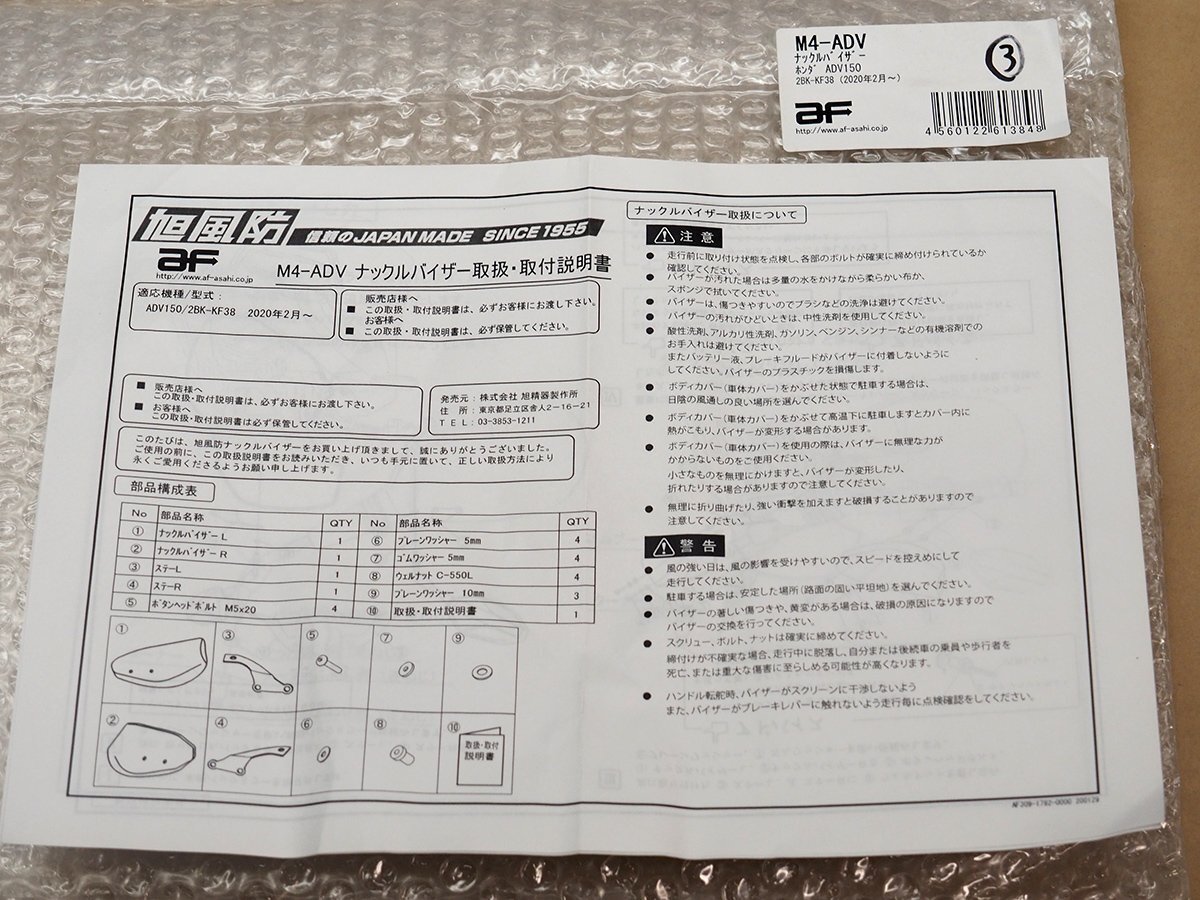 M4-ADV
ナックルバイザー
ホンダ ADV150
2BK-KF38 (2020年2月～)
③
af
http://www.af-asahi.co.jp
4 560122 613848
旭風防
信頼のJAPAN MADE SINCE 1955
af
http://www.af-asahi.co.jp
M4-ADV ナックルバイザー取扱・取付説明書
適応機種/型式：
ADV150/2BK-KF38 2020年2月～
販売店様へ
■ この取扱・取付説明書は、必ずお客様にお渡し下さい。
お客様へ
■ この取扱・取付説明書は、必ず保管してください。
■ 販売店様へ
この取扱・取付説明書は、必ずお客様にお渡し下さい。
■ お客様へ
この取扱・取付説明書は必ず保管してください。
発売元：株式会社 旭精器製作所
住 所：東京都足立区舎人2-16-21
TEL：03-3853-1211
このたびは、旭風防ナックルバイザーをお買い上げ頂きまして、誠にありがとうございました。
ご使用の前に、この取扱説明書をお読みいただき、いつも手元に置いて、正しい取扱方法により
永くご愛用くださるようお願い申し上げます。
部品構成表
No 部品名称 QTY No 部品名称 QTY
① ナックルバイザー L 1 ⑥ プレーンワッシャー 5mm 4
② ナックルバイザー R 1 ⑦ ゴムワッシャー 5mm 4
③ ステーL 1 ⑧ ウェルナット C-550L 4
④ ステーR 1 ⑨ プレーンワッシャー 10mm 3
⑤ ボタンヘッドボルト M5x20 4 ⑩ 取扱・取付説明書 1
① ③ ⑤ ⑦ ⑨
② ④ ⑥ ⑧ ⑩
取扱・取付
説明書
ナックルバイザー取扱について
注意
● 走行前に取り付け状態を点検し、各部のボルトが確実に締め付けられているか
確認してください。
● バイザーが汚れた場合は多量の水をかけながら柔らかい布か、
スポンジで拭いてください。
● バイザーは、傷つきやすいのでブラシなどの洗浄は避けてください。
● バイザーの汚れがひどいときは、中性洗剤を使用してください。
● 酸性洗剤、アルカリ性洗剤、ガソリン、ベンジン、シンナーなどの有機溶剤での
お手入れは避けてください。
またバッテリー液、ブレーキフルードがバイザーに付着しないように
してください。バイザーのプラスチックを損傷します。
● ボディカバー（車体カバー）をかぶせた状態で駐車する場合は、
日陰の風通しの良い場所を選んでください。
● ボディカバー（車体カバー）をかぶせて高温下に駐車しますとカバー内に
熱がこもり、バイザーが変形する場合があります。
● ボディカバー（車体カバー）を使用の際は、バイザーに無理な力が
かからないものをご使用ください。
小さなものを無理にかけますと、バイザーが変形したり、
折れたりする場合がありますので注意してください。
● 無理に折り曲げたり、強い衝撃を加えますと破損することがありますので
注意してください。
警告
● 風の強い日は、風の影響を受けやすいので、スピードを控えめにして
走行してください。
● 駐車する場合は、安定した場所（路面の固い平坦地）を選んでください。
● バイザーの著しい傷つきや、黄変がある場合は、破損の原因になりますので
バイザーの交換を行ってください。
● スクリュー、ボルト、ナットは確実に締めてください。
締付けが不確実な場合、走行中に脱落し、自分または後続車の乗員や歩行者を
死亡、または重大な傷害に至らしめる可能性が高くなります。
● ハンドル転舵時、バイザーがスクリーンに干渉しないよう
また、バイザーがブレーキレバーに触れないよう走行毎に点検確認をしてください。
AF309-1792-0000 200129